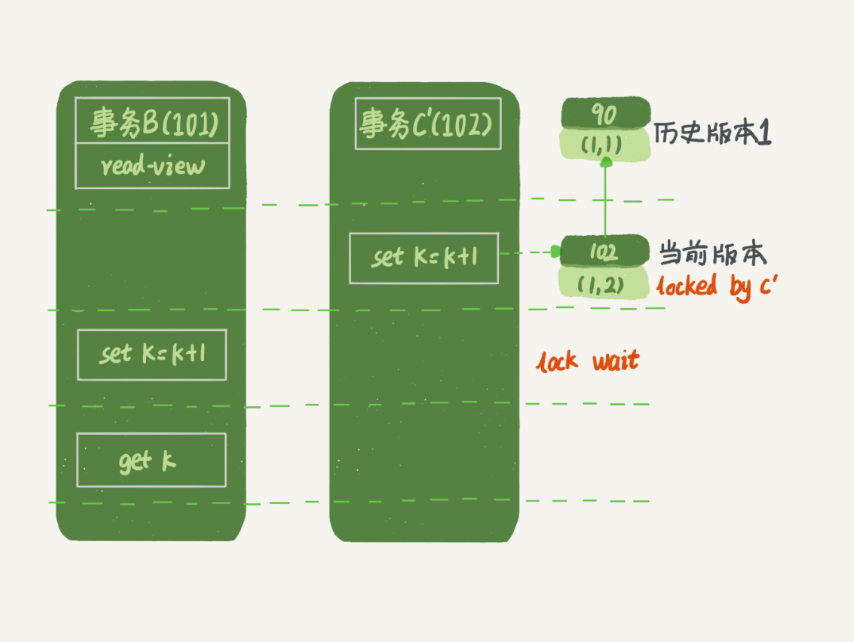 事务B(101)
read-view
set k=k+1
get k
事务C'(102)
set k=k+1
90
(1,1)
历史版本1
102
(1,2)
当前版本
locked by c'
lock wait